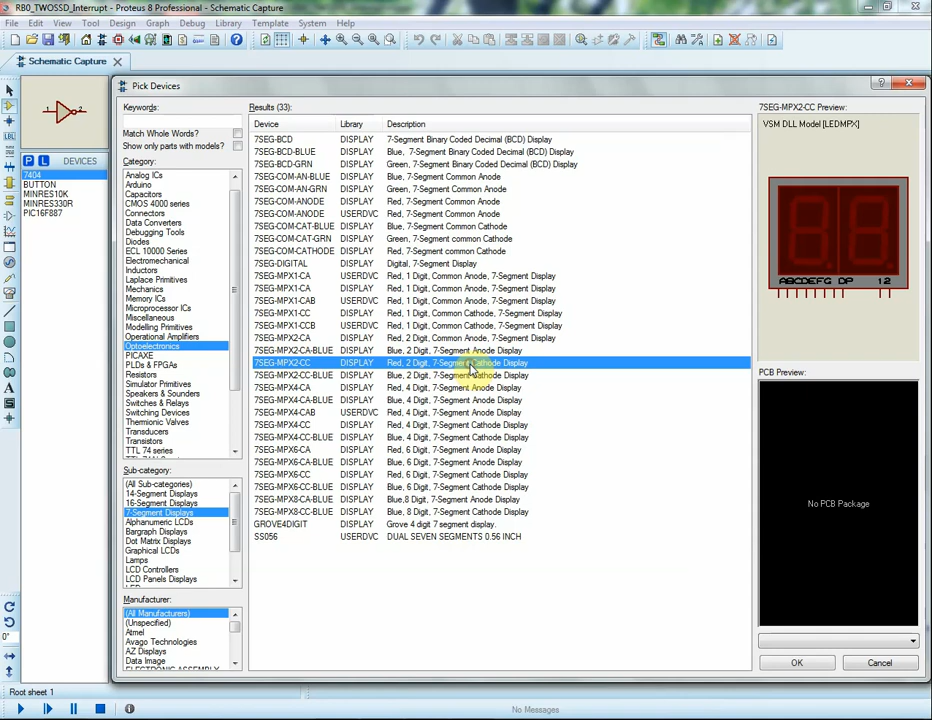 RB0_TWOSSD_Interrupt - Proteus 8 Professional - Schematic Capture
File Edit View Tool Design Graph Debug Library Template System Help
Schematic Capture
Pick Devices
1 2
P L DEVICES
7404
BUTTON
MINRES10K
MINRES330R
PIC16F887
0°
Keywords:
Match Whole Words?
Show only parts with models?
Category:
Analog ICs
Arduino
Capacitors
CMOS 4000 series
Connectors
Data Converters
Debugging Tools
Diodes
ECL 10000 Series
Electromechanical
Inductors
Laplace Primitives
Mechanics
Memory ICs
Microprocessor ICs
Miscellaneous
Modelling Primitives
Operational Amplifiers
Optoelectronics
PICAXE
PLDs & FPGAs
Resistors
Simulator Primitives
Speakers & Sounders
Switches & Relays
Switching Devices
Thermionic Valves
Transducers
Transistors
TTL 74 series
Sub-category:
(All Sub-categories)
14-Segment Displays
16-Segment Displays
7-Segment Displays
Alphanumeric LCDs
Bargraph Displays
Dot Matrix Displays
Graphical LCDs
Lamps
LCD Controllers
LCD Panels Displays
Manufacturer:
(All Manufacturers)
(Unspecified)
Atmel
Avago Technologies
AZ Displays
Data Image
ELECTRONIC ASSEMBLY
Results (33):
Device Library Description
7SEG-BCD DISPLAY 7-Segment Binary Coded Decimal (BCD) Display
7SEG-BCD-BLUE DISPLAY Blue, 7-Segment Binary Coded Decimal (BCD) Display
7SEG-BCD-GRN DISPLAY Green, 7-Segment Binary Coded Decimal (BCD) Display
7SEG-COM-AN-BLUE DISPLAY Blue, 7-Segment Common Anode
7SEG-COM-AN-GRN DISPLAY Green, 7-Segment Common Anode
7SEG-COM-ANODE DISPLAY Red, 7-Segment Common Anode
7SEG-COM-ANODE USERDVC Red, 7-Segment Common Anode
7SEG-COM-CAT-BLUE DISPLAY Blue, 7-Segment Common Cathode
7SEG-COM-CAT-GRN DISPLAY Green, 7-Segment common Cathode
7SEG-COM-CATHODE DISPLAY Red, 7-Segment common Cathode
7SEG-DIGITAL DISPLAY Digital, 7-Segment Display
7SEG-MPX1-CA USERDVC Red, 1 Digit, Common Anode, 7-Segment Display
7SEG-MPX1-CA DISPLAY Red, 1 Digit, Common Anode, 7-Segment Display
7SEG-MPX1-CAB USERDVC Red, 1 Digit, Common Anode, 7-Segment Display
7SEG-MPX1-CC DISPLAY Red, 1 Digit, Common Cathode, 7-Segment Display
7SEG-MPX1-CCB USERDVC Red, 1 Digit, Common Cathode, 7-Segment Display
7SEG-MPX2-CA DISPLAY Red, 2 Digit, Common Anode, 7-Segment Display
7SEG-MPX2-CA-BLUE DISPLAY Blue, 2 Digit, 7-Segment Anode Display
7SEG-MPX2-CC DISPLAY Red, 2 Digit, 7-Segment Cathode Display
7SEG-MPX2-CC-BLUE DISPLAY Blue, 2 Digit, 7-Segment Cathode Display
7SEG-MPX4-CA DISPLAY Red, 4 Digit, 7-Segment Anode Display
7SEG-MPX4-CA-BLUE DISPLAY Blue, 4 Digit, 7-Segment Anode Display
7SEG-MPX4-CAB USERDVC Red, 4 Digit, 7-Segment Anode Display
7SEG-MPX4-CC DISPLAY Red, 4 Digit, 7-Segment Cathode Display
7SEG-MPX4-CC-BLUE DISPLAY Blue, 4 Digit, 7-Segment Cathode Display
7SEG-MPX6-CA DISPLAY Red, 6 Digit, 7-Segment Anode Display
7SEG-MPX6-CA-BLUE DISPLAY Blue, 6 Digit, 7-Segment Anode Display
7SEG-MPX6-CC DISPLAY Red, 6 Digit, 7-Segment Cathode Display
7SEG-MPX6-CC-BLUE DISPLAY Blue, 6 Digit, 7-Segment Cathode Display
7SEG-MPX8-CA-BLUE DISPLAY Blue,8 Digit, 7-Segment Anode Display
7SEG-MPX8-CC-BLUE DISPLAY Blue, 8 Digit, 7-Segment Cathode Display
GROVE4DIGIT DISPLAY Grove 4 digit 7 segment display.
SS056 USERDVC DUAL SEVEN SEGMENTS 0.56 INCH
7SEG-MPX2-CC Preview:
VSM DLL Model [LEDMPX]
ABCDEFG DP 12
PCB Preview:
No PCB Package
OK Cancel
Root sheet 1
No Messages